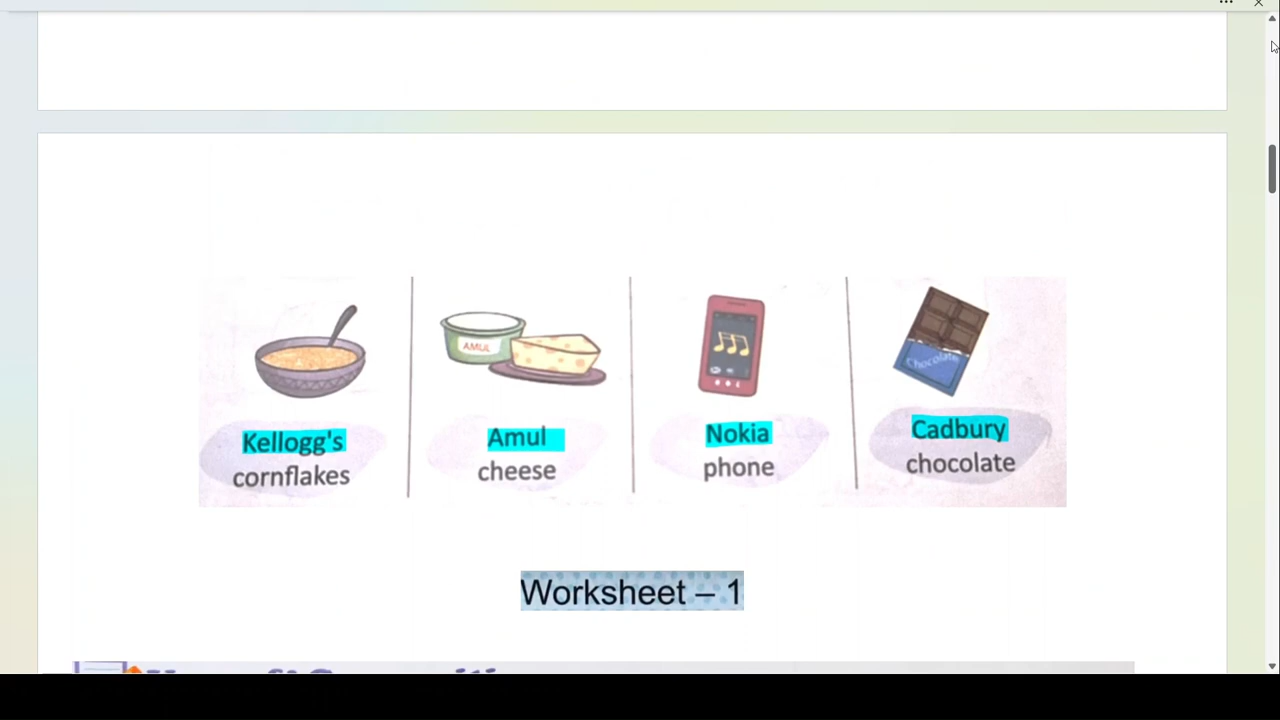 AMUL
Chocolate
Kellogg's
cornflakes
Amul
cheese
Nokia
phone
Cadbury
chocolate
Worksheet – 1